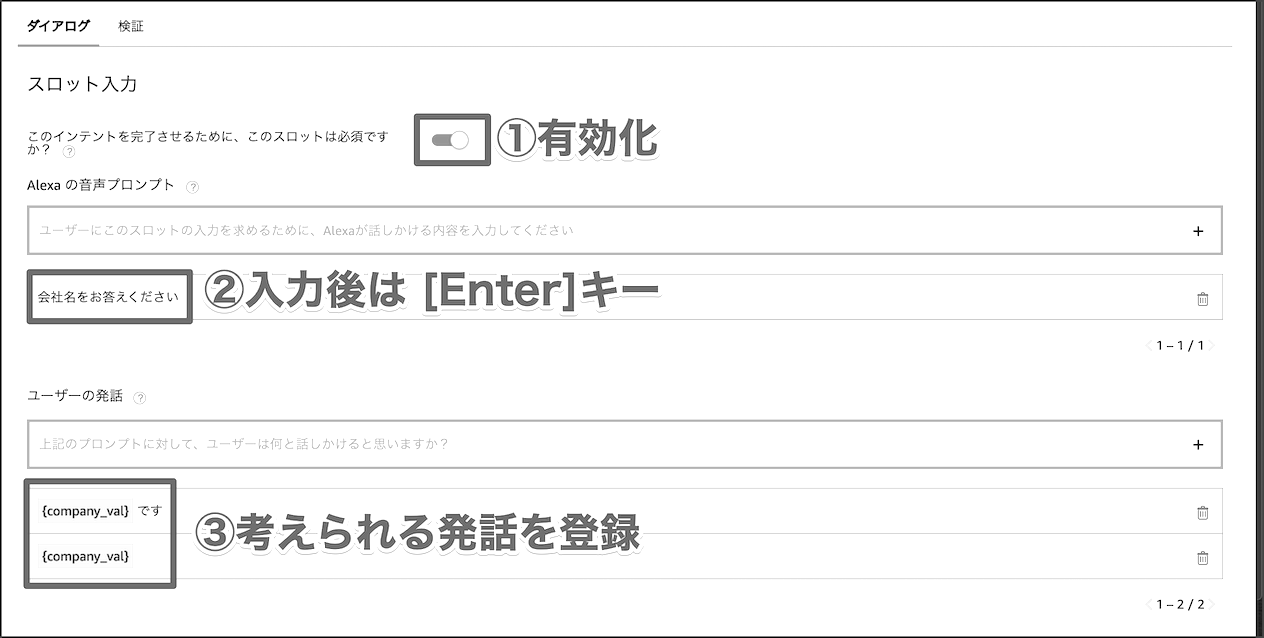 ダイアログ 検証
スロット入力
このインテントを完了させるために、このスロットは必須です
か? ?
①有効化
Alexa の音声プロンプト ?
ユーザーにこのスロットの入力を求めるために、Alexaが話しかける内容を入力してください +
会社名をお答えください
②入力後は [Enter]キー
1 – 1 / 1
ユーザーの発話 ?
上記のプロンプトに対して、ユーザーは何と話しかけると思いますか? +
{company_val} です
③考えられる発話を登録
{company_val}
1 – 2 / 2